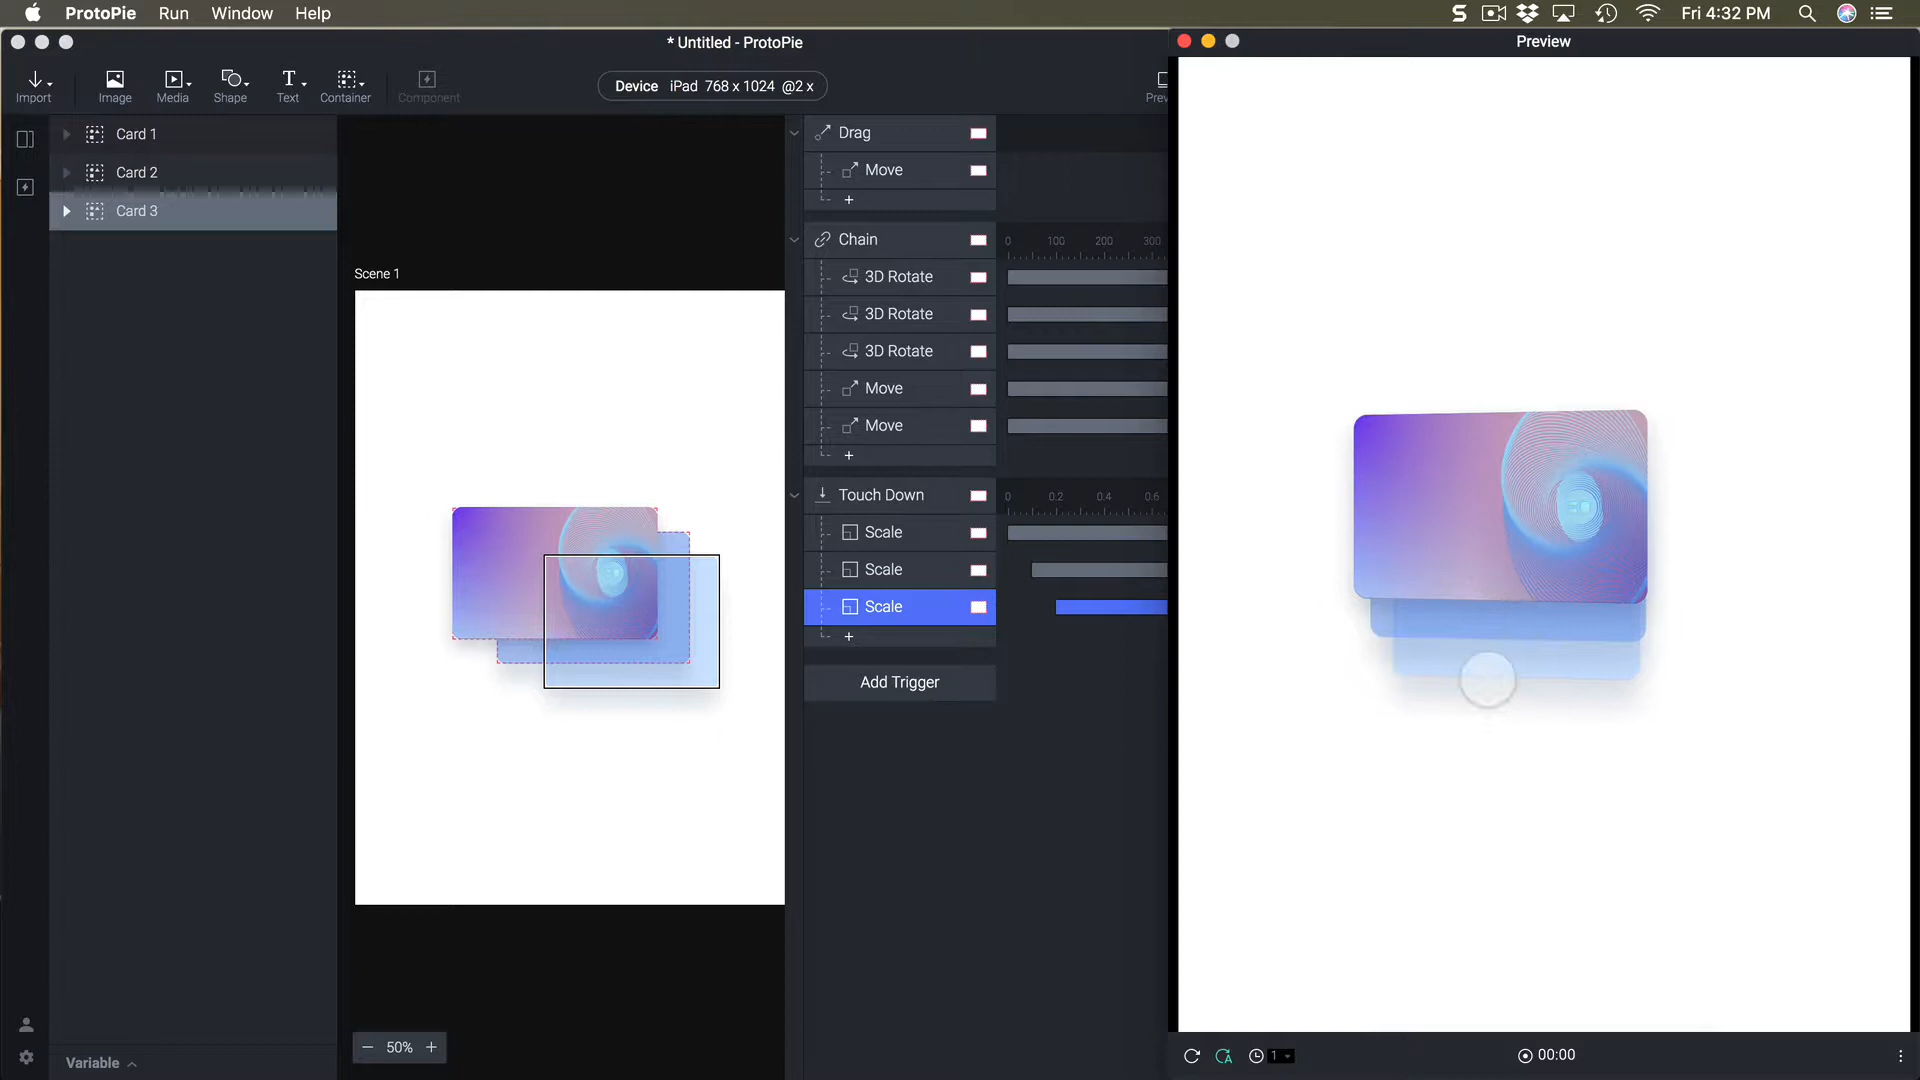 ProtoPie Run Window Help
Fri 4:32 PM
* Untitled - ProtoPie
Preview
Import Image Media Shape Text Container Component
Device iPad 768 x 1024 @2 x
Prev
Card 1
Card 2
Card 3
Scene 1
Drag
Move
+
Chain
0 100 200 300
3D Rotate
3D Rotate
3D Rotate
Move
Move
+
Touch Down
0 0.2 0.4 0.6
Scale
Scale
Scale
+
Add Trigger
− 50% +
Variable
1
00:00